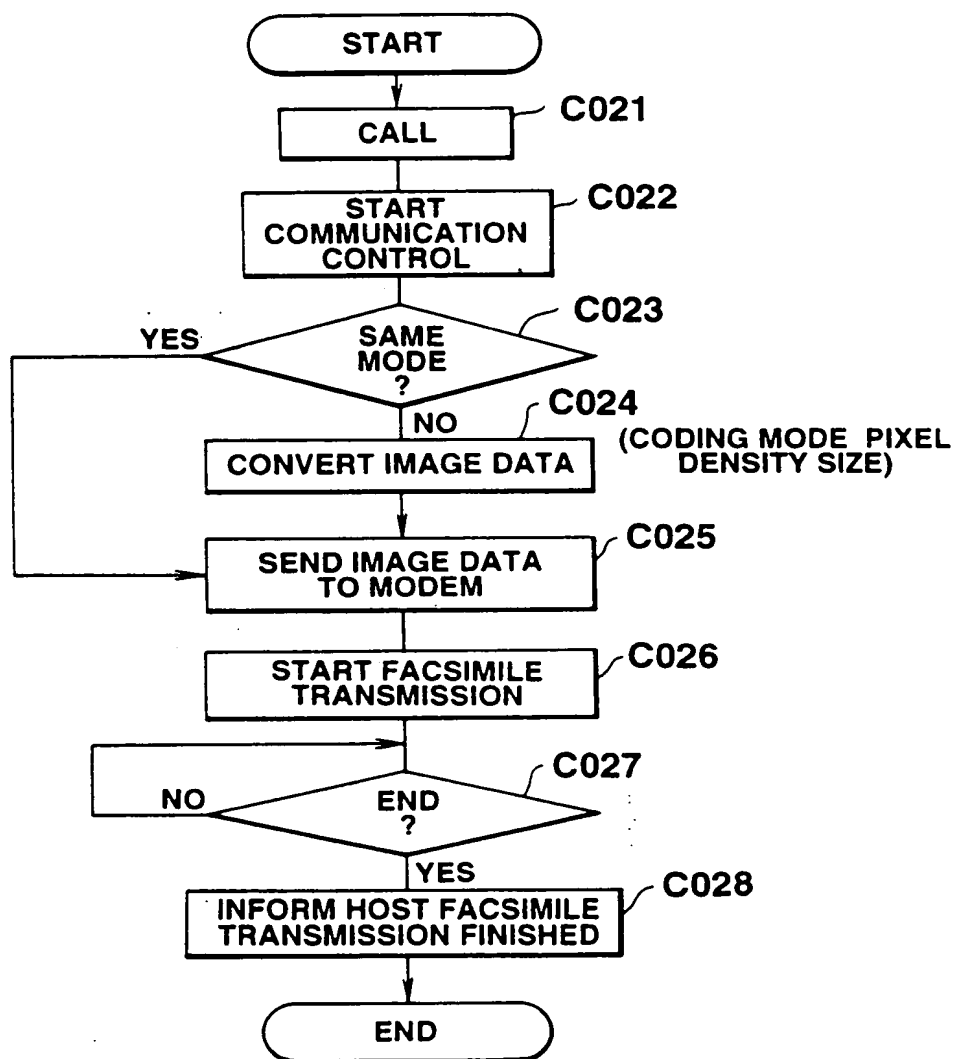 START
CALL
C021
START
COMMUNICATION
CONTROL
C022
SAME
MODE
?
C023
YES
NO
C024
CONVERT IMAGE DATA
(CODING MODE PIXEL
DENSITY SIZE)
SEND IMAGE DATA
TO MODEM
C025
START FACSIMILE
TRANSMISSION
C026
END
?
C027
NO
YES
INFORM HOST FACSIMILE
TRANSMISSION FINISHED
C028
END